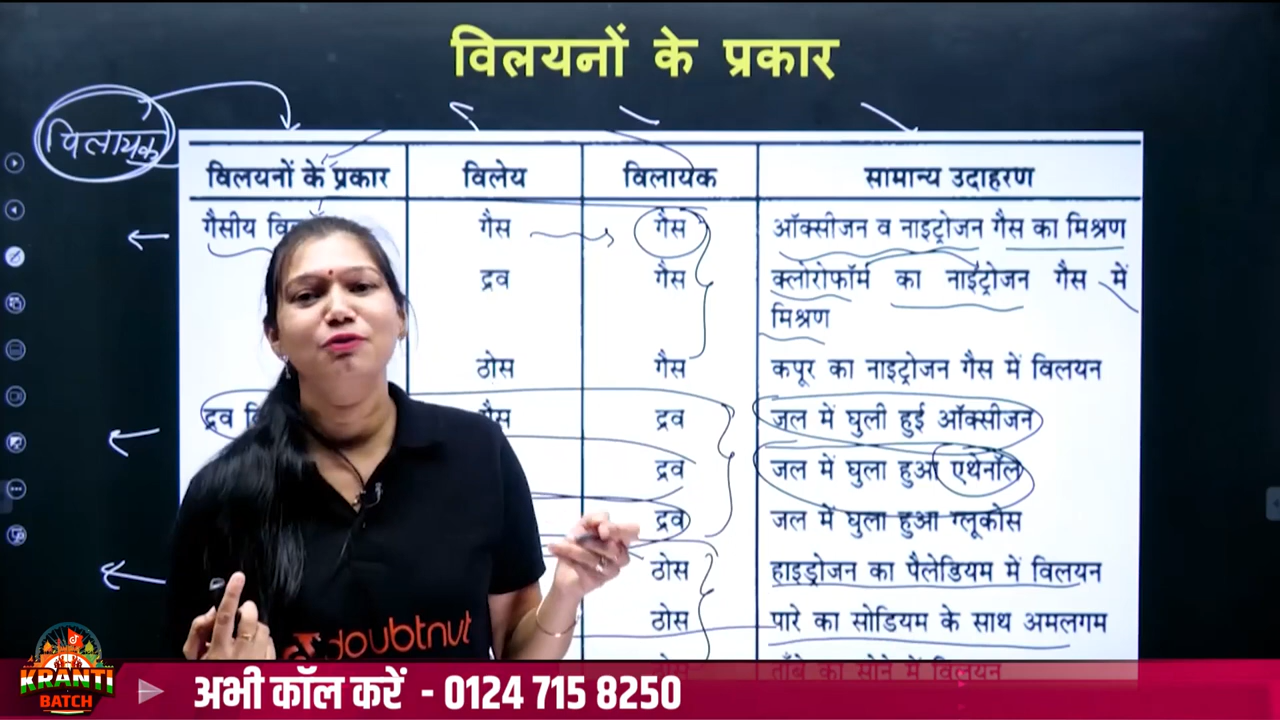 विलयनों के प्रकार
विलायक
विलयनों के प्रकार विलेय विलायक सामान्य उदाहरण
गैसीय गैस गैस ऑक्सीजन व नाइट्रोजन गैस का मिश्रण
द्रव गैस क्लोरोफॉर्म का नाइट्रोजन गैस में
मिश्रण
ठोस गैस कपूर का नाइट्रोजन गैस में विलयन
द्रव गैस द्रव जल में घुली हुई ऑक्सीजन
द्रव जल में घुला हुआ एथेनॉल
द्रव जल में घुला हुआ ग्लूकोस
ठोस हाइड्रोजन का पैलेडियम में विलयन
ठोस पारे का सोडियम के साथ अमलगम
ठोस ताँबे का सोने में विलयन
doubtnut
KRANTI
BATCH
अभी कॉल करें - 0124 715 8250